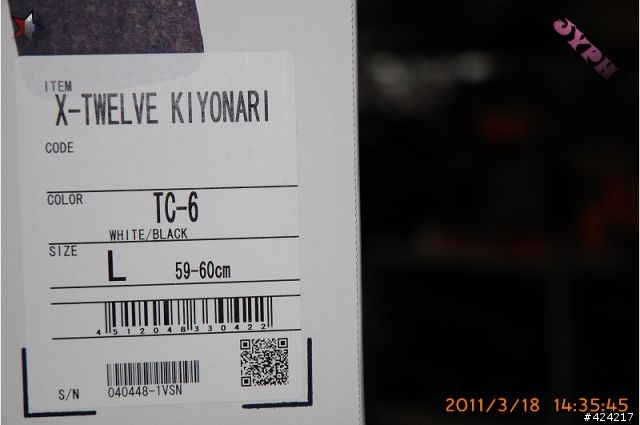 JYPH
ITEM
X-TWELVE KIYONARI
CODE
COLOR
TC-6
WHITE/BLACK
SIZE
L 59-60cm
4512048330422
S/N 040448-1VSN
2011/3/18 14:35:45
#424217